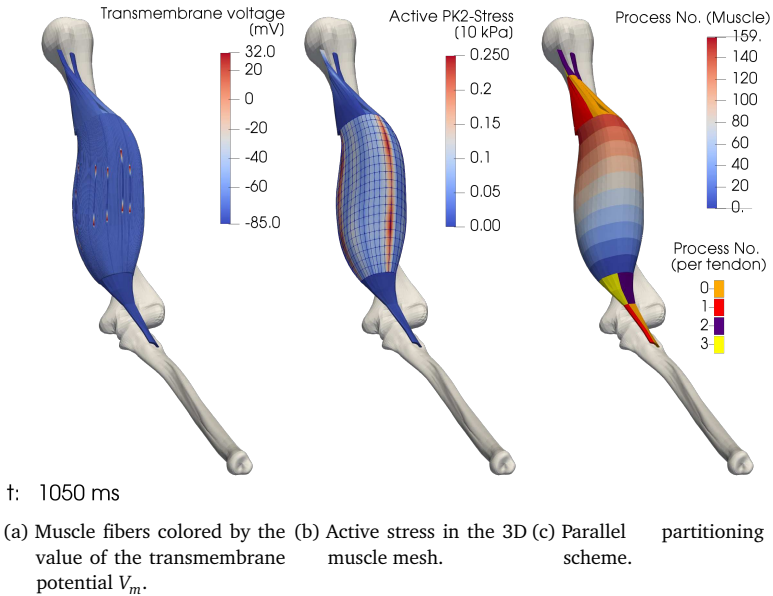 Transmembrane voltage
(mV)
32.0
20
0
-20
-40
-60
-85.0
Active PK2-Stress
(10 kPa)
0.250
0.2
0.15
0.1
0.05
0.00
Process No. (Muscle)
159.
140
120
100
80
60
40
20
0.
Process No.
(per tendon)
0
1
2
3
t: 1050 ms
(a) Muscle fibers colored by the
value of the transmembrane
potential Vm.
(b) Active stress in the 3D
muscle mesh.
(c) Parallel partitioning
scheme.